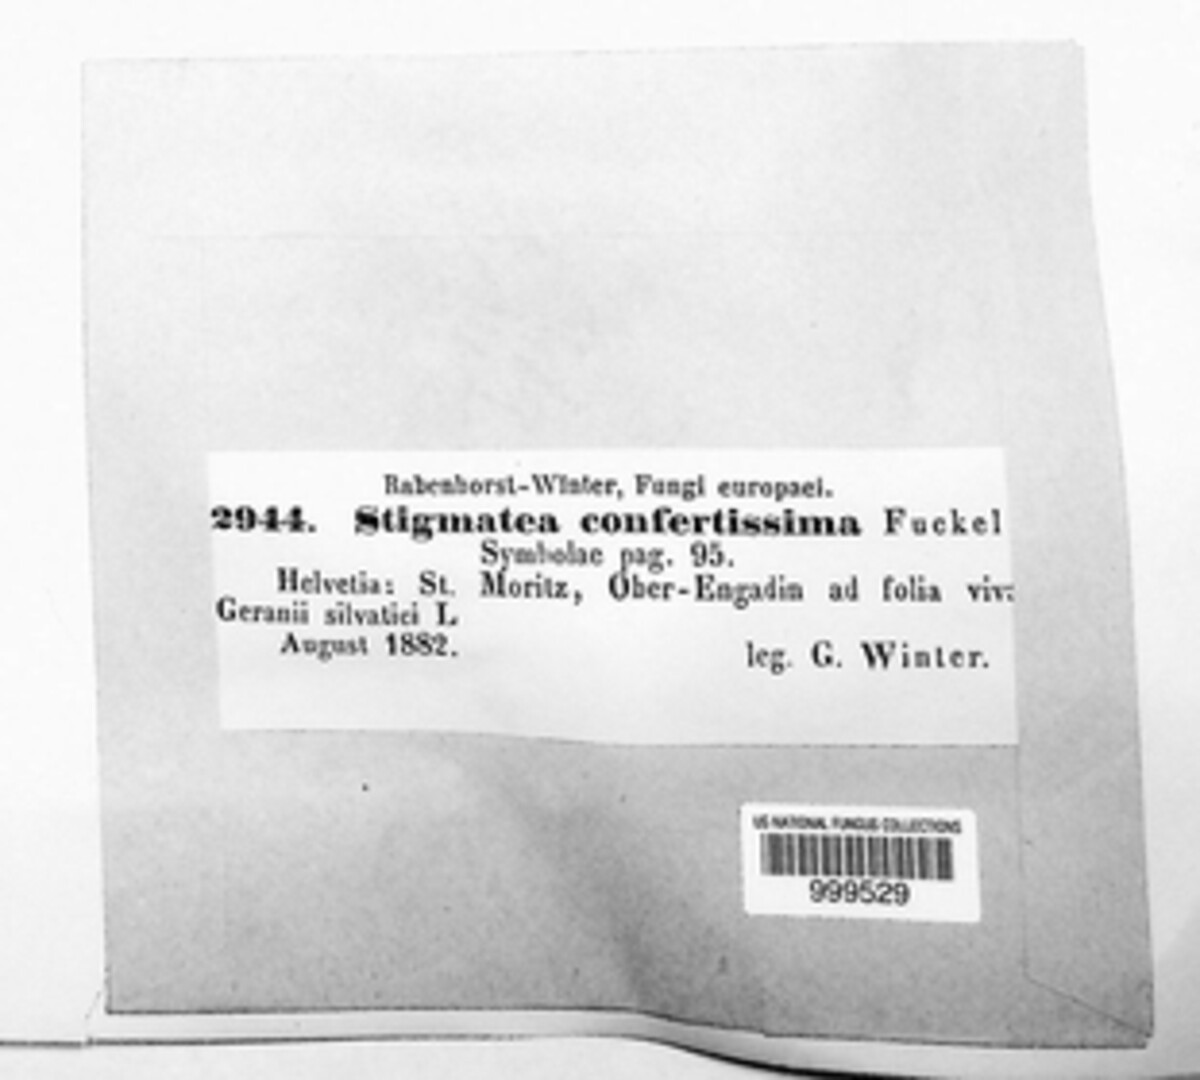 Rabenhorst-Winter, Fungi europaei.
2944. Stigmatea confertissima Fuckel
Symbolae pag. 95.
Helvetia: St. Moritz, Ober-Engadin ad folia viv.
Geranii silvatici L.
August 1882.
leg. G. Winter.
US NATIONAL FUNGUS COLLECTIONS
999529